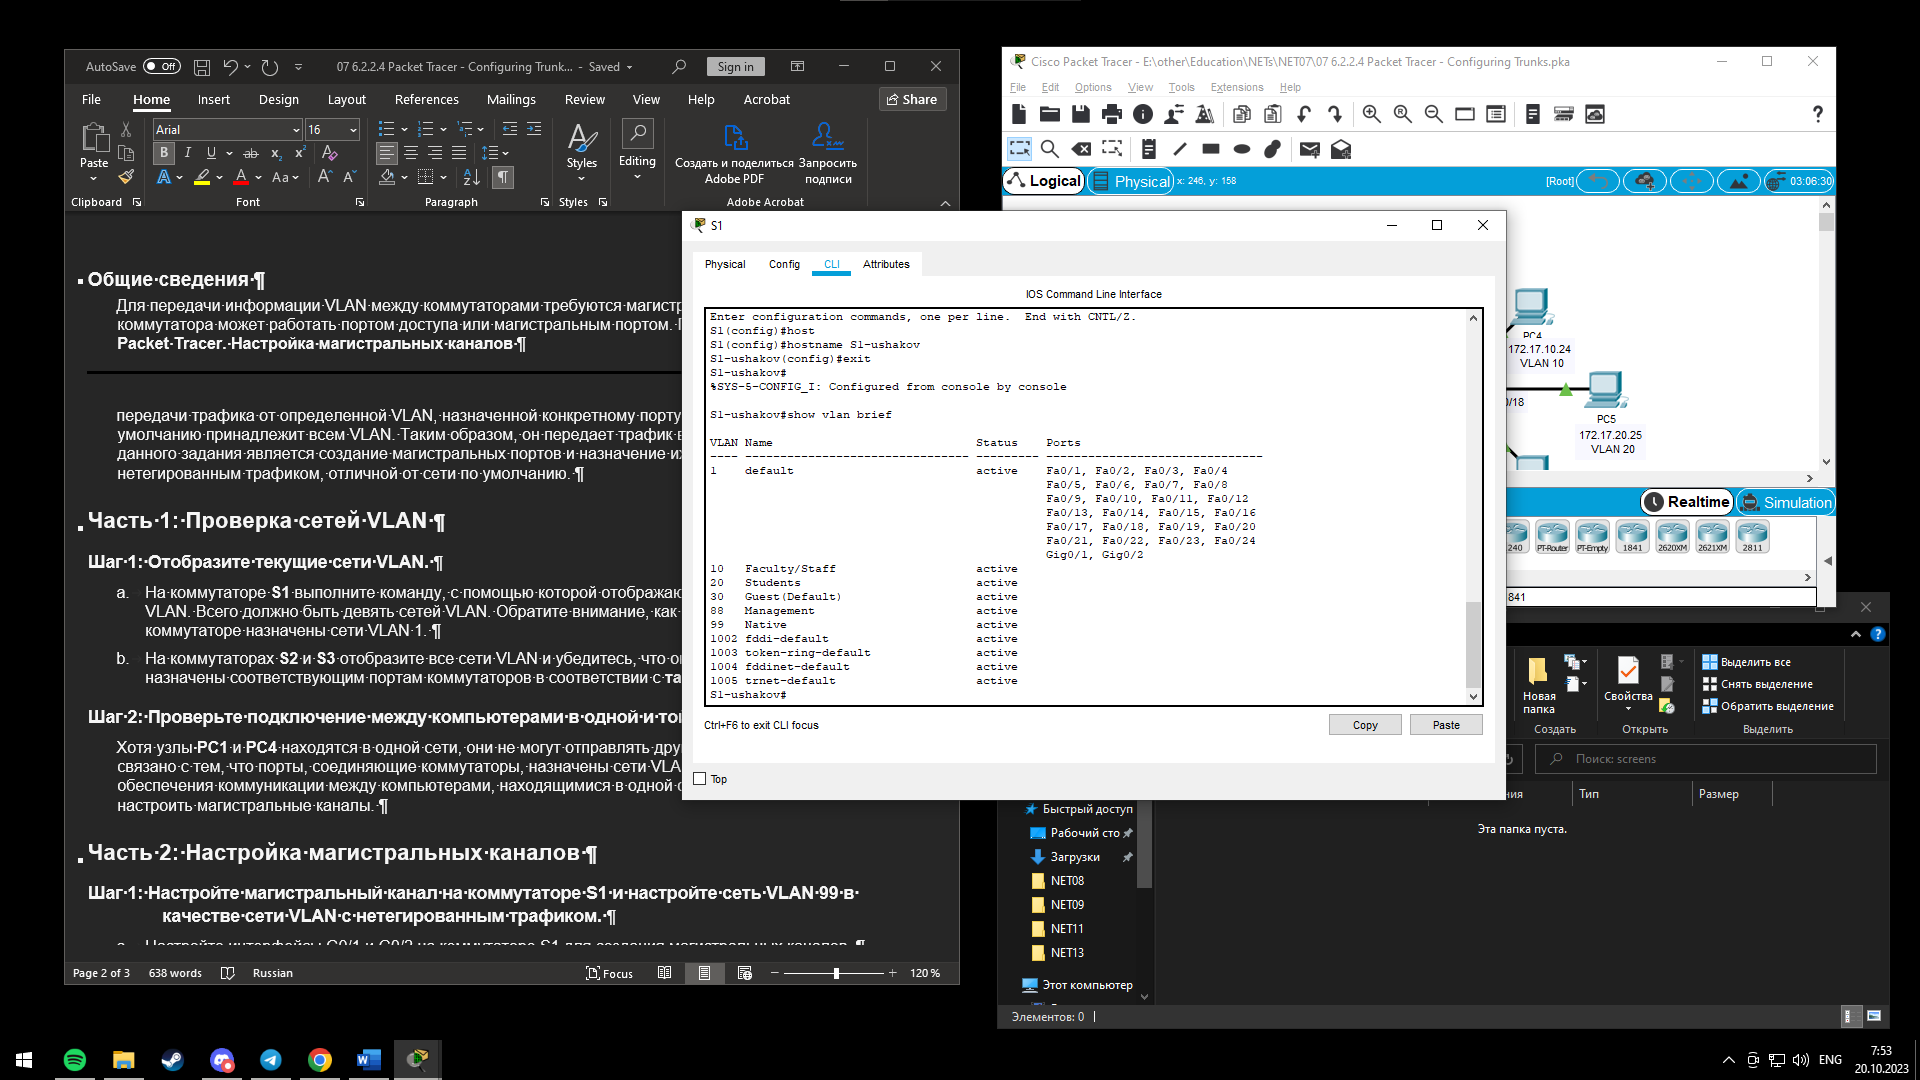 AutoSave Off 07 6.2.2.4 Packet Tracer - Configuring Trunk... - Saved Sign in
File Home Insert Design Layout References Mailings Review View Help Acrobat Share
Arial 16
Paste Styles Editing
Создать и поделиться Adobe PDF
Запросить подписи
Clipboard Font Paragraph Styles Adobe Acrobat
Общие·сведения·¶
Для·передачи·информации·VLAN·между·коммутаторами·требуются·магистр
коммутатора·может·работать·портом·доступа·или·магистральным·портом.
Packet·Tracer.·Настройка·магистральных·каналов·¶
передачи·трафика·от·определенной·VLAN,·назначенной·конкретному·порту
умолчанию·принадлежит·всем·VLAN.·Таким·образом,·он·передает·трафик
данного·задания·является·создание·магистральных·портов·и·назначение·их
нетегированным·трафиком,·отличной·от·сети·по·умолчанию.·¶
Часть·1:·Проверка·сетей·VLAN·¶
Шаг·1:·Отобразите·текущие·сети·VLAN.·¶
a. На·коммутаторе·S1·выполните·команду,·с·помощью·которой·отображаю
VLAN.·Всего·должно·быть·девять·сетей·VLAN.·Обратите·внимание,·как
коммутаторе·назначены·сети·VLAN·1.·¶
b. На·коммутаторах·S2·и·S3·отобразите·все·сети·VLAN·и·убедитесь,·что
назначены·соответствующим·портам·коммутаторов·в·соответствии·с·та
Шаг·2:·Проверьте·подключение·между·компьютерами·в·одной·и·то
Хотя·узлы·PC1·и·PC4·находятся·в·одной·сети,·они·не·могут·отправлять·дру
связано·с·тем,·что·порты,·соединяющие·коммутаторы,·назначены·сети·VLA
обеспечения·коммуникации·между·компьютерами,·находящимися·в·одной
настроить·магистральные·каналы.·¶
Часть·2:·Настройка·магистральных·каналов·¶
Шаг·1:·Настройте·магистральный·канал·на·коммутаторе·S1·и·настройте·сеть·VLAN·99·в·
качестве·сети·VLAN·с·нетегированным·трафиком.·¶
Page 2 of 3 638 words Russian Focus 120 %
Cisco Packet Tracer - E:\other\Education\NETs\NET07\07 6.2.2.4 Packet Tracer - Configuring Trunks.pka
File Edit Options View Tools Extensions Help
Logical Physical x: 246, y: 158 [Root] 03:06:30
PC4
172.17.10.24
VLAN 10
0/18
PC5
172.17.20.25
VLAN 20
Realtime Simulation
240 PT-Router PT-Empty 1841 2620XM 2621XM 2811
841
S1
Physical Config CLI Attributes
IOS Command Line Interface
Enter configuration commands, one per line. End with CNTL/Z.
S1(config)#host
S1(config)#hostname S1-ushakov
S1-ushakov(config)#exit
S1-ushakov#
%SYS-5-CONFIG_I: Configured from console by console
S1-ushakov#show vlan brief
VLAN Name Status Ports
---- -------------------------------- --------- -------------------------------
1 default active Fa0/1, Fa0/2, Fa0/3, Fa0/4
Fa0/5, Fa0/6, Fa0/7, Fa0/8
Fa0/9, Fa0/10, Fa0/11, Fa0/12
Fa0/13, Fa0/14, Fa0/15, Fa0/16
Fa0/17, Fa0/18, Fa0/19, Fa0/20
Fa0/21, Fa0/22, Fa0/23, Fa0/24
Gig0/1, Gig0/2
10 Faculty/Staff active
20 Students active
30 Guest(Default) active
88 Management active
99 Native active
1002 fddi-default active
1003 token-ring-default active
1004 fddinet-default active
1005 trnet-default active
S1-ushakov#
Ctrl+F6 to exit CLI focus Copy Paste
Top
Новая папка
Свойства
Выделить все
Снять выделение
Обратить выделение
Создать Открыть Выделить
Поиск: screens
ния Тип Размер
Эта папка пуста.
Быстрый доступ
Рабочий сто
Загрузки
NET08
NET09
NET11
NET13
Этот компьютер
Элементов: 0
ENG
7:53
20.10.2023